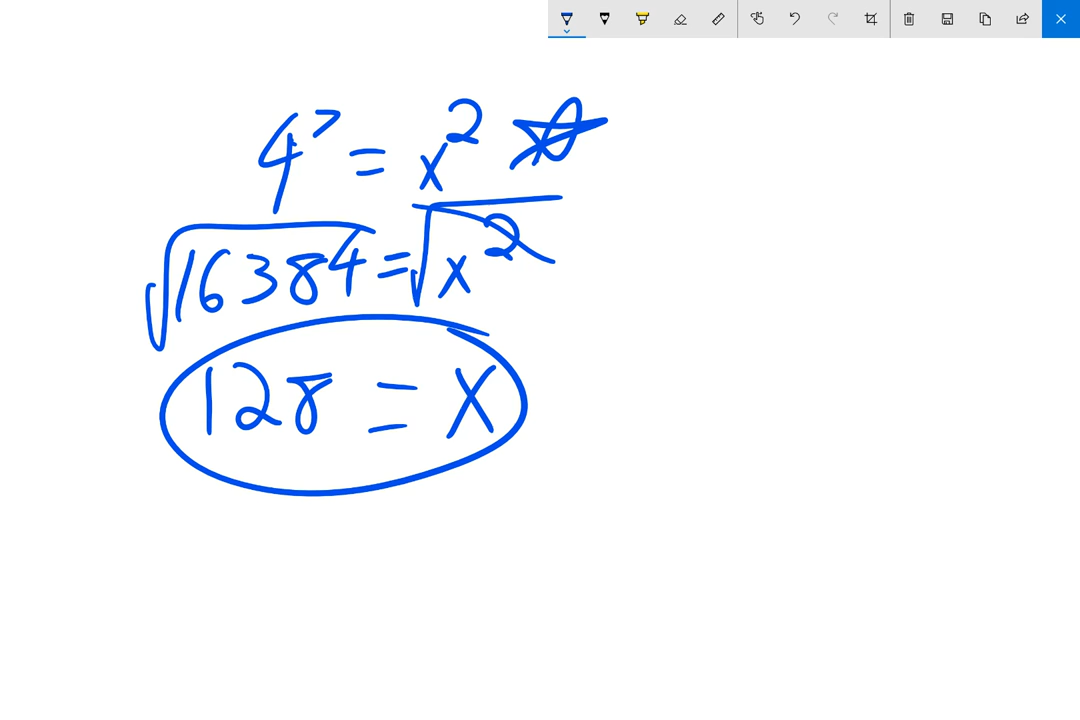 4⁷ = x²
√16384 = √x²
128 = x